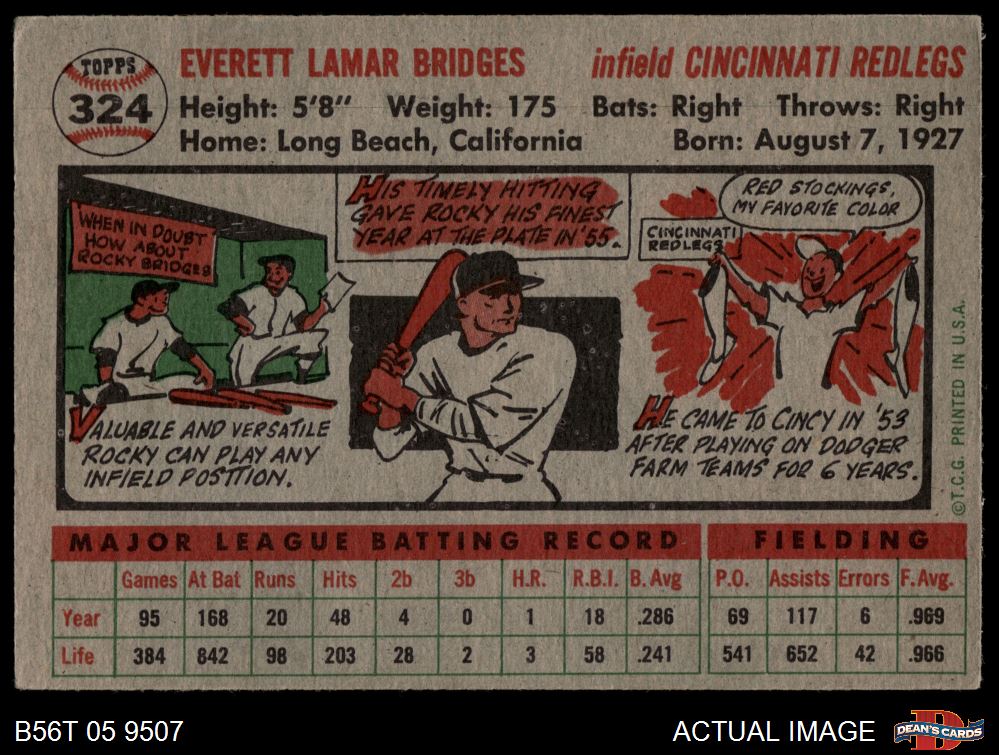 TOPPS
324
EVERETT LAMAR BRIDGES infield CINCINNATI REDLEGS
Height: 5'8" Weight: 175 Bats: Right Throws: Right
Home: Long Beach, California Born: August 7, 1927
WHEN IN DOUBT
HOW ABOUT
ROCKY BRIDGES
VALUABLE AND VERSATILE
ROCKY CAN PLAY ANY
INFIELD POSITION.
HIS TIMELY HITTING
GAVE ROCKY HIS FINEST
YEAR AT THE PLATE IN '55.
RED STOCKINGS,
MY FAVORITE COLOR
CINCINNATI
REDLEGS
HE CAME TO CINCY IN '53
AFTER PLAYING ON DODGER
FARM TEAMS FOR 6 YEARS.
©T.C.G. PRINTED IN U.S.A.
MAJOR LEAGUE BATTING RECORD FIELDING
Games At Bat Runs Hits 2b 3b H.R. R.B.I. B. Avg P.O. Assists Errors F. Avg.
Year 95 168 20 48 4 0 1 18 .286 69 117 6 .969
Life 384 842 98 203 28 2 3 58 .241 541 652 42 .966
B56T 05 9507 ACTUAL IMAGE DEAN'S CARDS